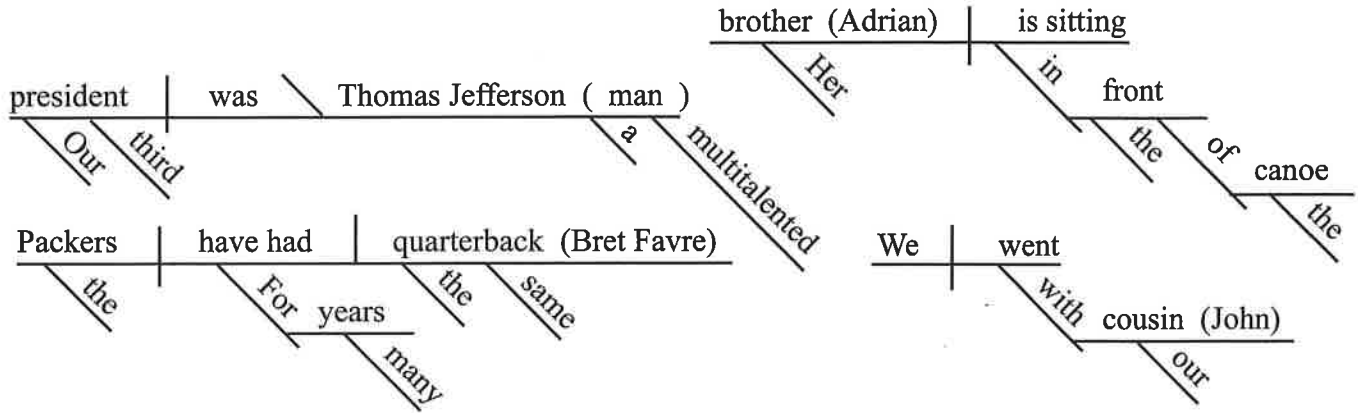 president was Thomas Jefferson ( man )
Our third a multitalented
brother (Adrian) is sitting
Her in front
the of canoe
the
Packers have had quarterback (Bret Favre)
the For years the same
many
We went
with cousin (John)
our